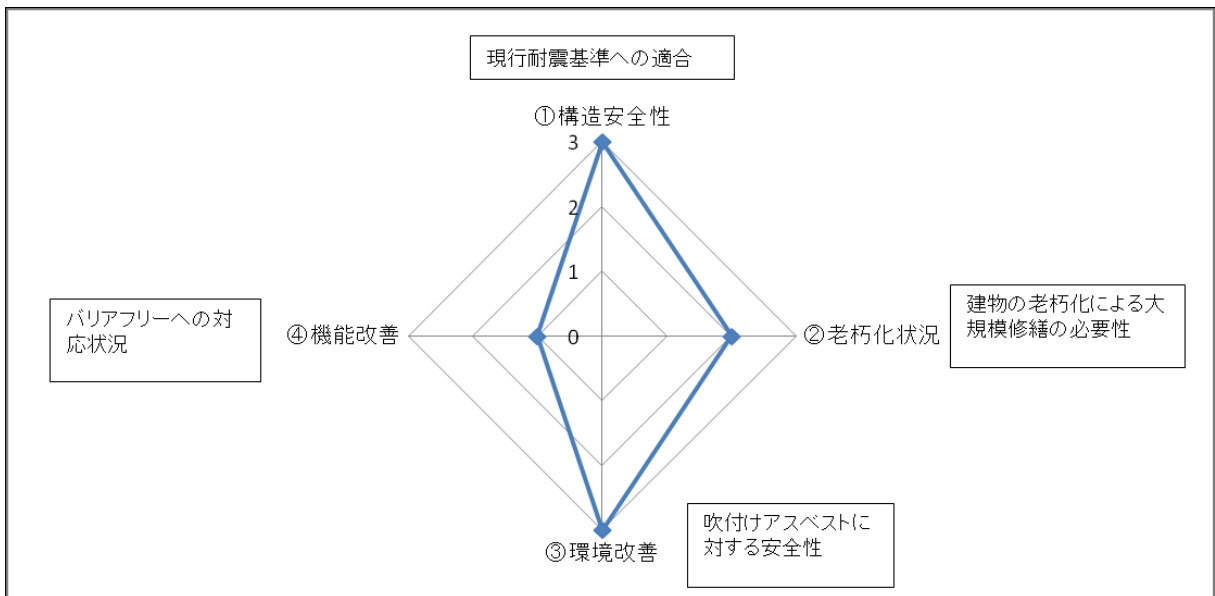 現行耐震基準への適合
①構造安全性
3
2
1
0
バリアフリーへの対
応状況
④機能改善
②老朽化状況
建物の老朽化による大
規模修繕の必要性
③環境改善
吹付けアスベストに
対する安全性